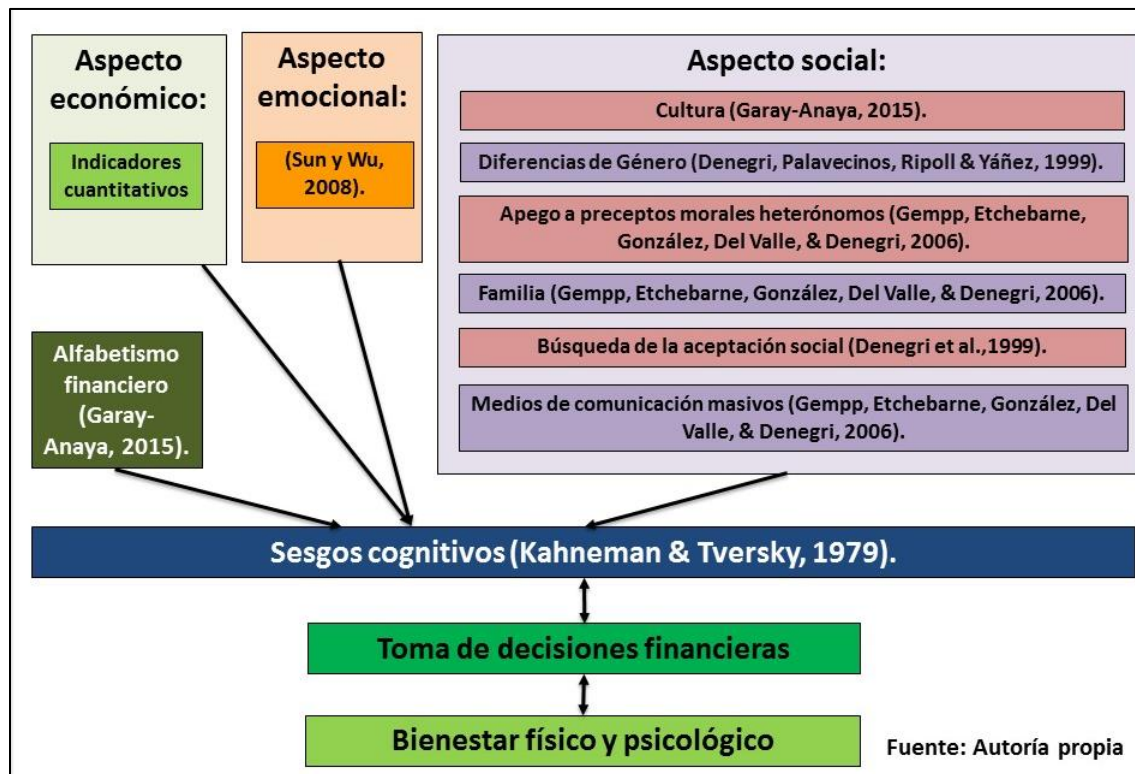 Aspecto
económico:
Indicadores
cuantitativos
Aspecto
emocional:
(Sun y Wu,
2008).
Aspecto social:
Cultura (Garay-Anaya, 2015).
Diferencias de Género (Denegri, Palavecinos, Ripoll & Yáñez, 1999).
Apego a preceptos morales heterónomos (Gempp, Etchebarne,
González, Del Valle, & Denegri, 2006).
Familia (Gempp, Etchebarne, González, Del Valle, & Denegri, 2006).
Búsqueda de la aceptación social (Denegri et al.,1999).
Medios de comunicación masivos (Gempp, Etchebarne, González, Del
Valle, & Denegri, 2006).
Alfabetismo
financiero
(Garay-
Anaya, 2015).
Sesgos cognitivos (Kahneman & Tversky, 1979).
Toma de decisiones financieras
Bienestar físico y psicológico
Fuente: Autoría propia